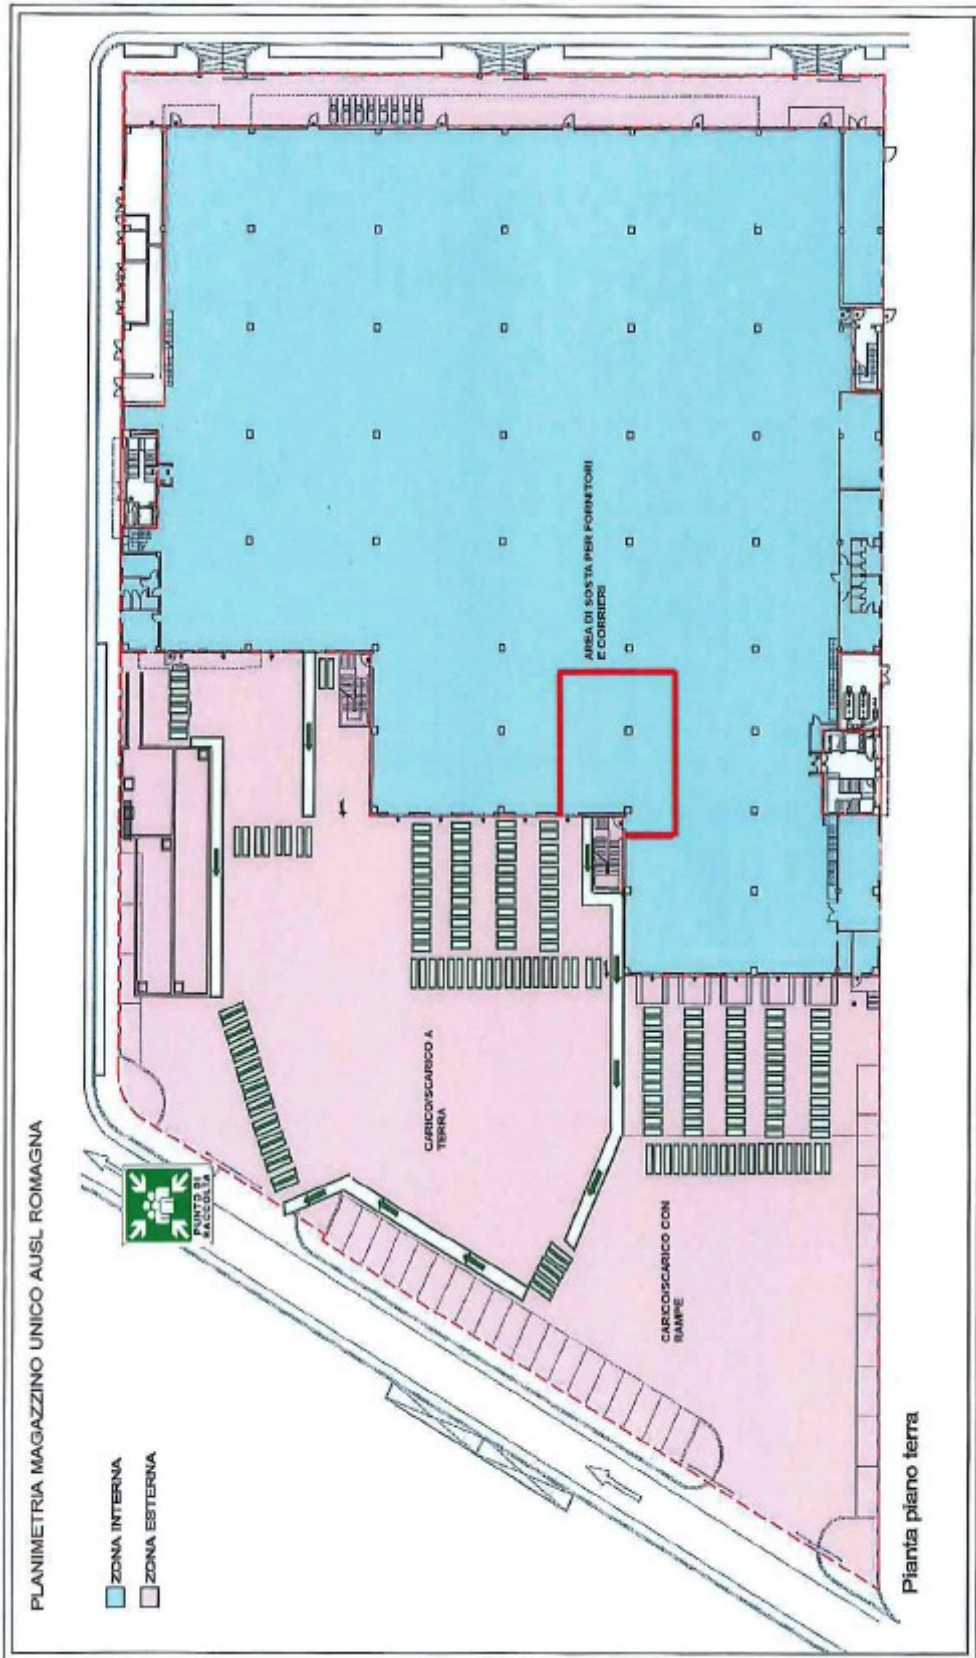 PLANIMETRIA MAGAZZINO UNICO AUSL ROMAGNA
ZONA INTERNA
ZONA ESTERNA
PUNTO DI
RACCOLTA
CARICO/SCARICO A
TERRA
AREA DI SOSTA PER FORNITORI
E CORRIERI
CARICO/SCARICO CON
RAMPE
Pianta piano terra